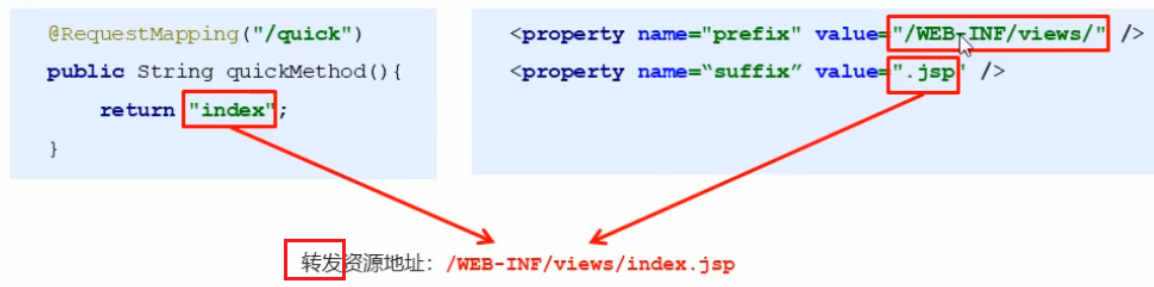 @RequestMapping("/quick")
public String quickMethod(){
return "index";
}
<property name="prefix" value="/WEB-INF/views/" />
<property name=“suffix” value=".jsp" />
转发资源地址：/WEB-INF/views/index.jsp